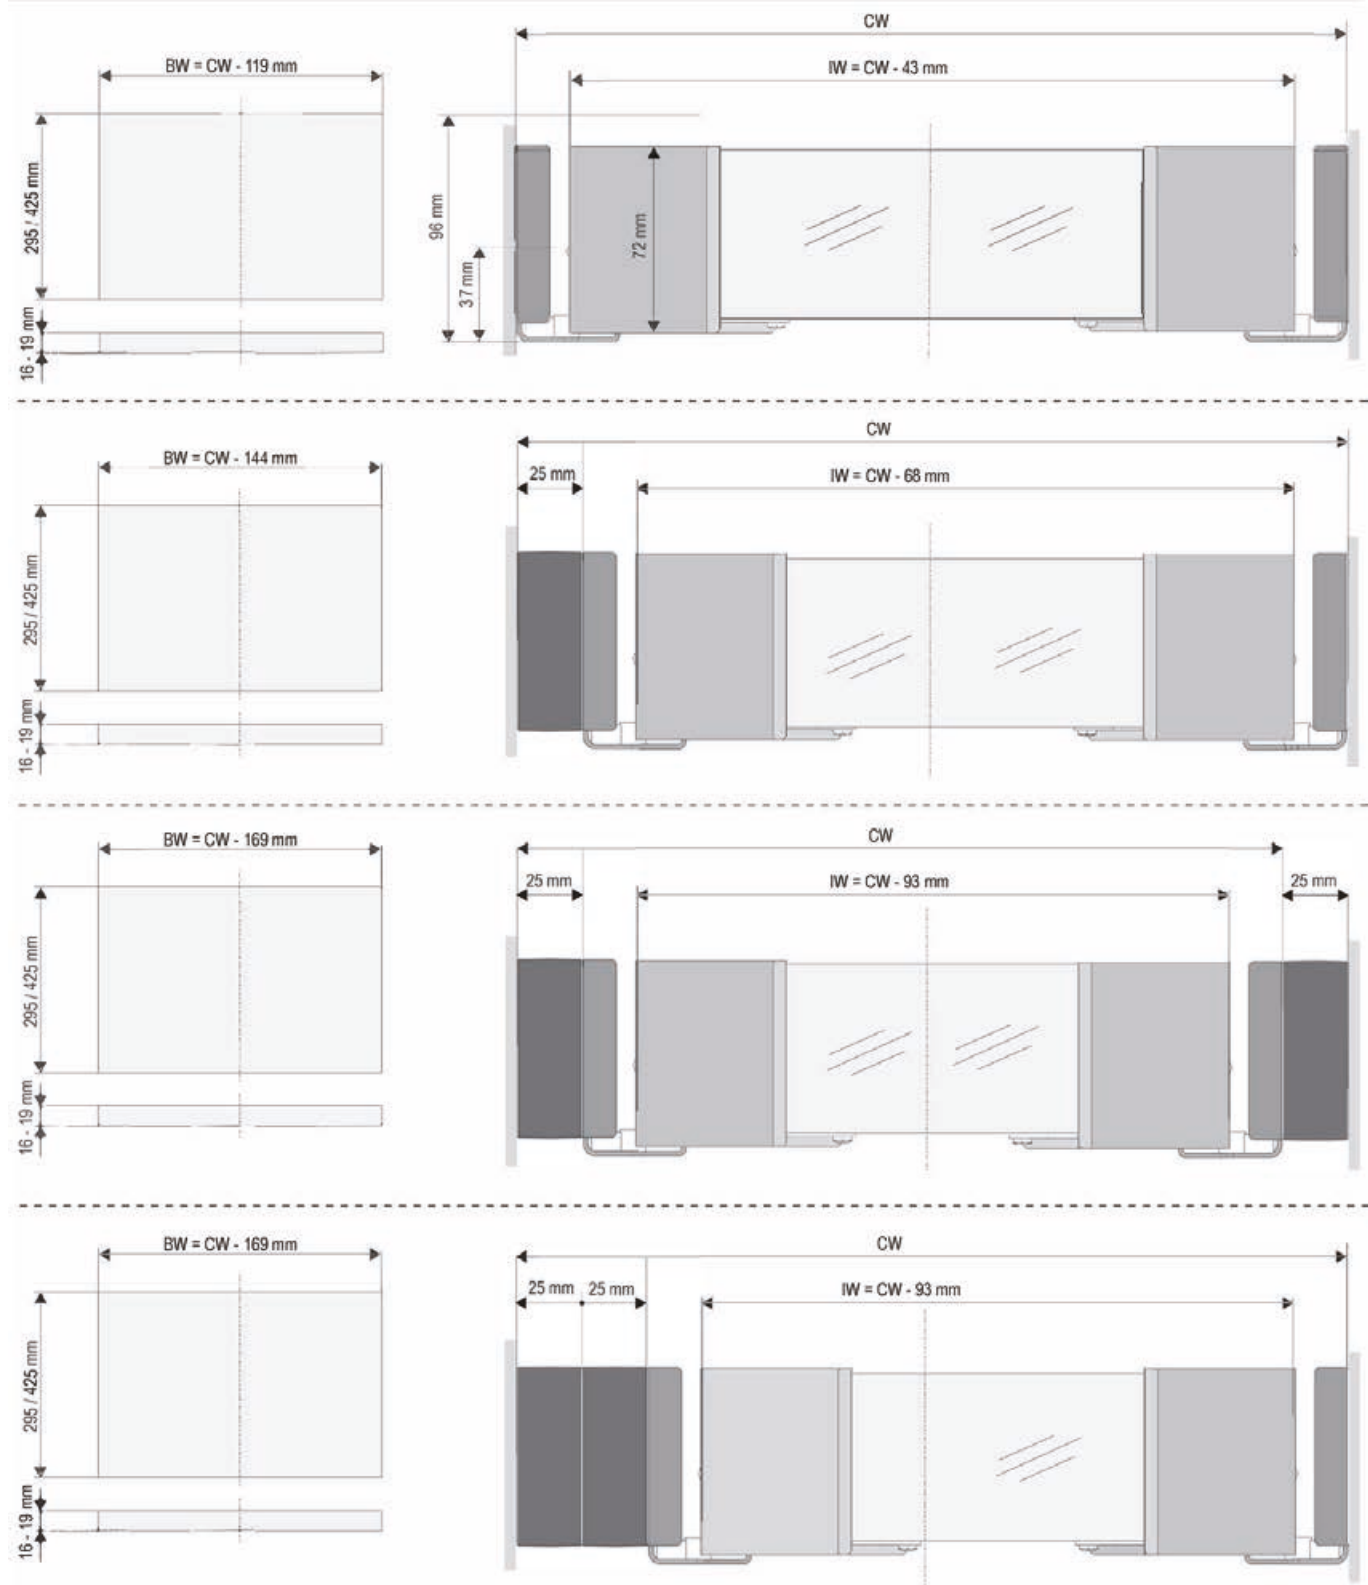 CW
BW = CW - 119 mm
IW = CW - 43 mm
295 / 425 mm
96 mm
72 mm
37 mm
16 - 19 mm
CW
BW = CW - 144 mm
25 mm
IW = CW - 68 mm
295 / 425 mm
16 - 19 mm
CW
BW = CW - 169 mm
25 mm
IW = CW - 93 mm
25 mm
295 / 425 mm
16 - 19 mm
CW
BW = CW - 169 mm
25 mm
25 mm
IW = CW - 93 mm
295 / 425 mm
16 - 19 mm